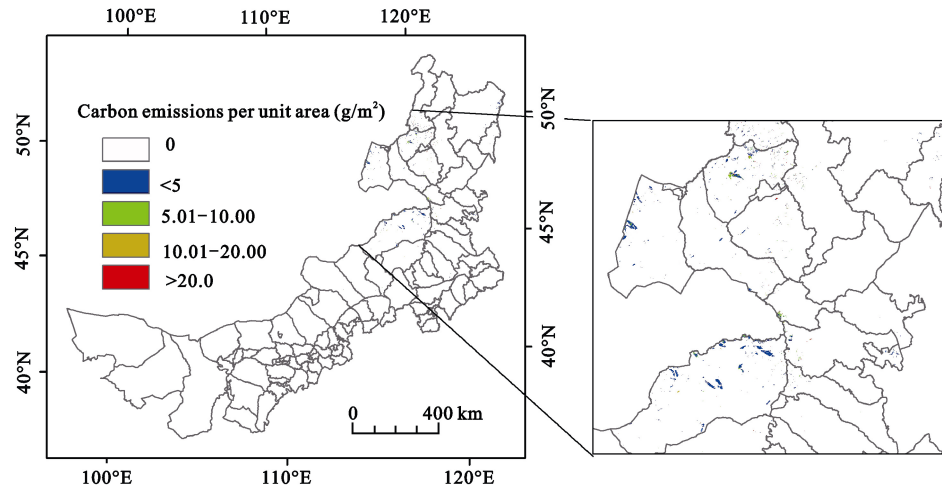 100°E 110°E 120°E
Carbon emissions per unit area (g/m²)
0
<5
5.01−10.00
10.01−20.00
>20.0
50°N
45°N
40°N
50°N
45°N
40°N
0 400 km
100°E 110°E 120°E